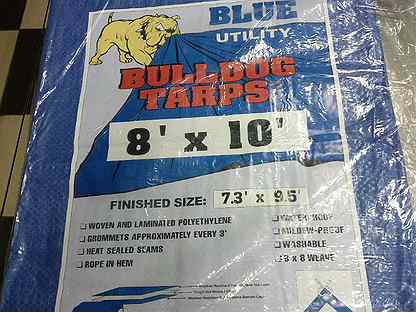 BLUE
UTILITY
BULLDOG
TARPS
8' x 10'
FINISHED SIZE: 7.3' x 9.5'
WOVEN AND LAMINATED POLYETHYLENE
GROMMETS APPROXIMATELY EVERY 3'
HEAT SEALED SEAMS
ROPE IN HEM
WATERPROOF
MILDEW-PROOF
WASHABLE
8 x 8 WEAVE